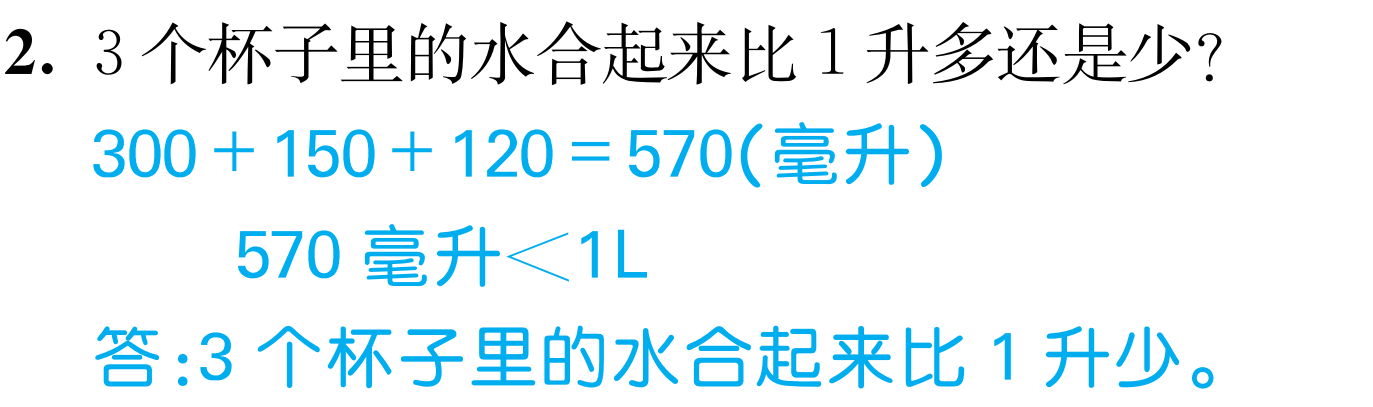 2. 3个杯子里的水合起来比1升多还是少?
300+150+120=570(毫升)
570毫升<1L
答:3个杯子里的水合起来比1升少。